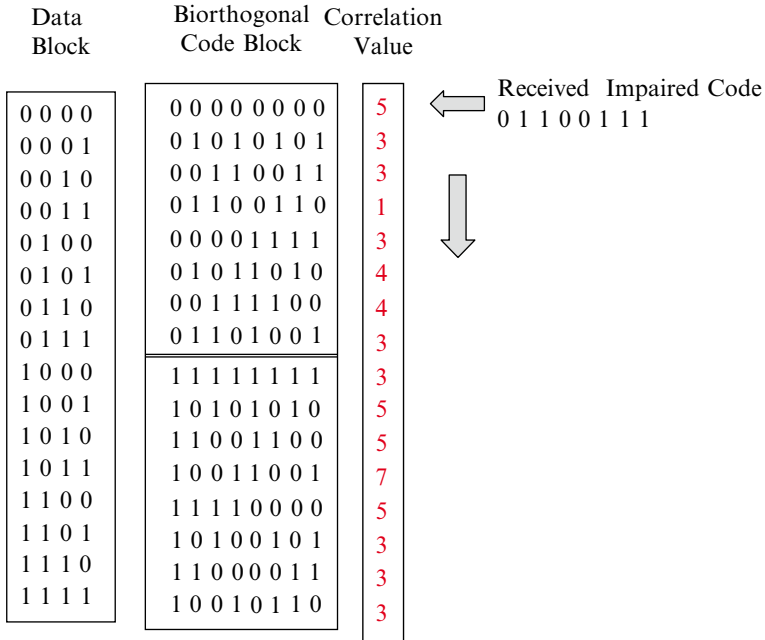 Data Block
Biorthogonal Code Block
Correlation Value
Received Impaired Code
0 1 1 0 0 1 1 1
0 0 0 0 0 0 0 0 0 0 0 0 5
0 0 0 1 0 1 0 1 0 1 0 1 3
0 0 1 0 0 0 1 1 0 0 1 1 3
0 0 1 1 0 1 1 0 0 1 1 0 1
0 1 0 0 0 0 0 0 1 1 1 1 3
0 1 0 1 0 1 0 1 1 0 1 0 4
0 1 1 0 0 0 1 1 1 1 0 0 4
0 1 1 1 0 1 1 0 1 0 0 1 3
1 0 0 0 1 1 1 1 1 1 1 1 3
1 0 0 1 1 0 1 0 1 0 1 0 5
1 0 1 0 1 1 0 0 1 1 0 0 5
1 0 1 1 1 0 0 1 1 0 0 1 7
1 1 0 0 1 1 1 1 0 0 0 0 5
1 1 0 1 1 0 1 0 0 1 0 1 3
1 1 1 0 1 1 0 0 0 0 1 1 3
1 1 1 1 1 0 0 1 0 1 1 0 3